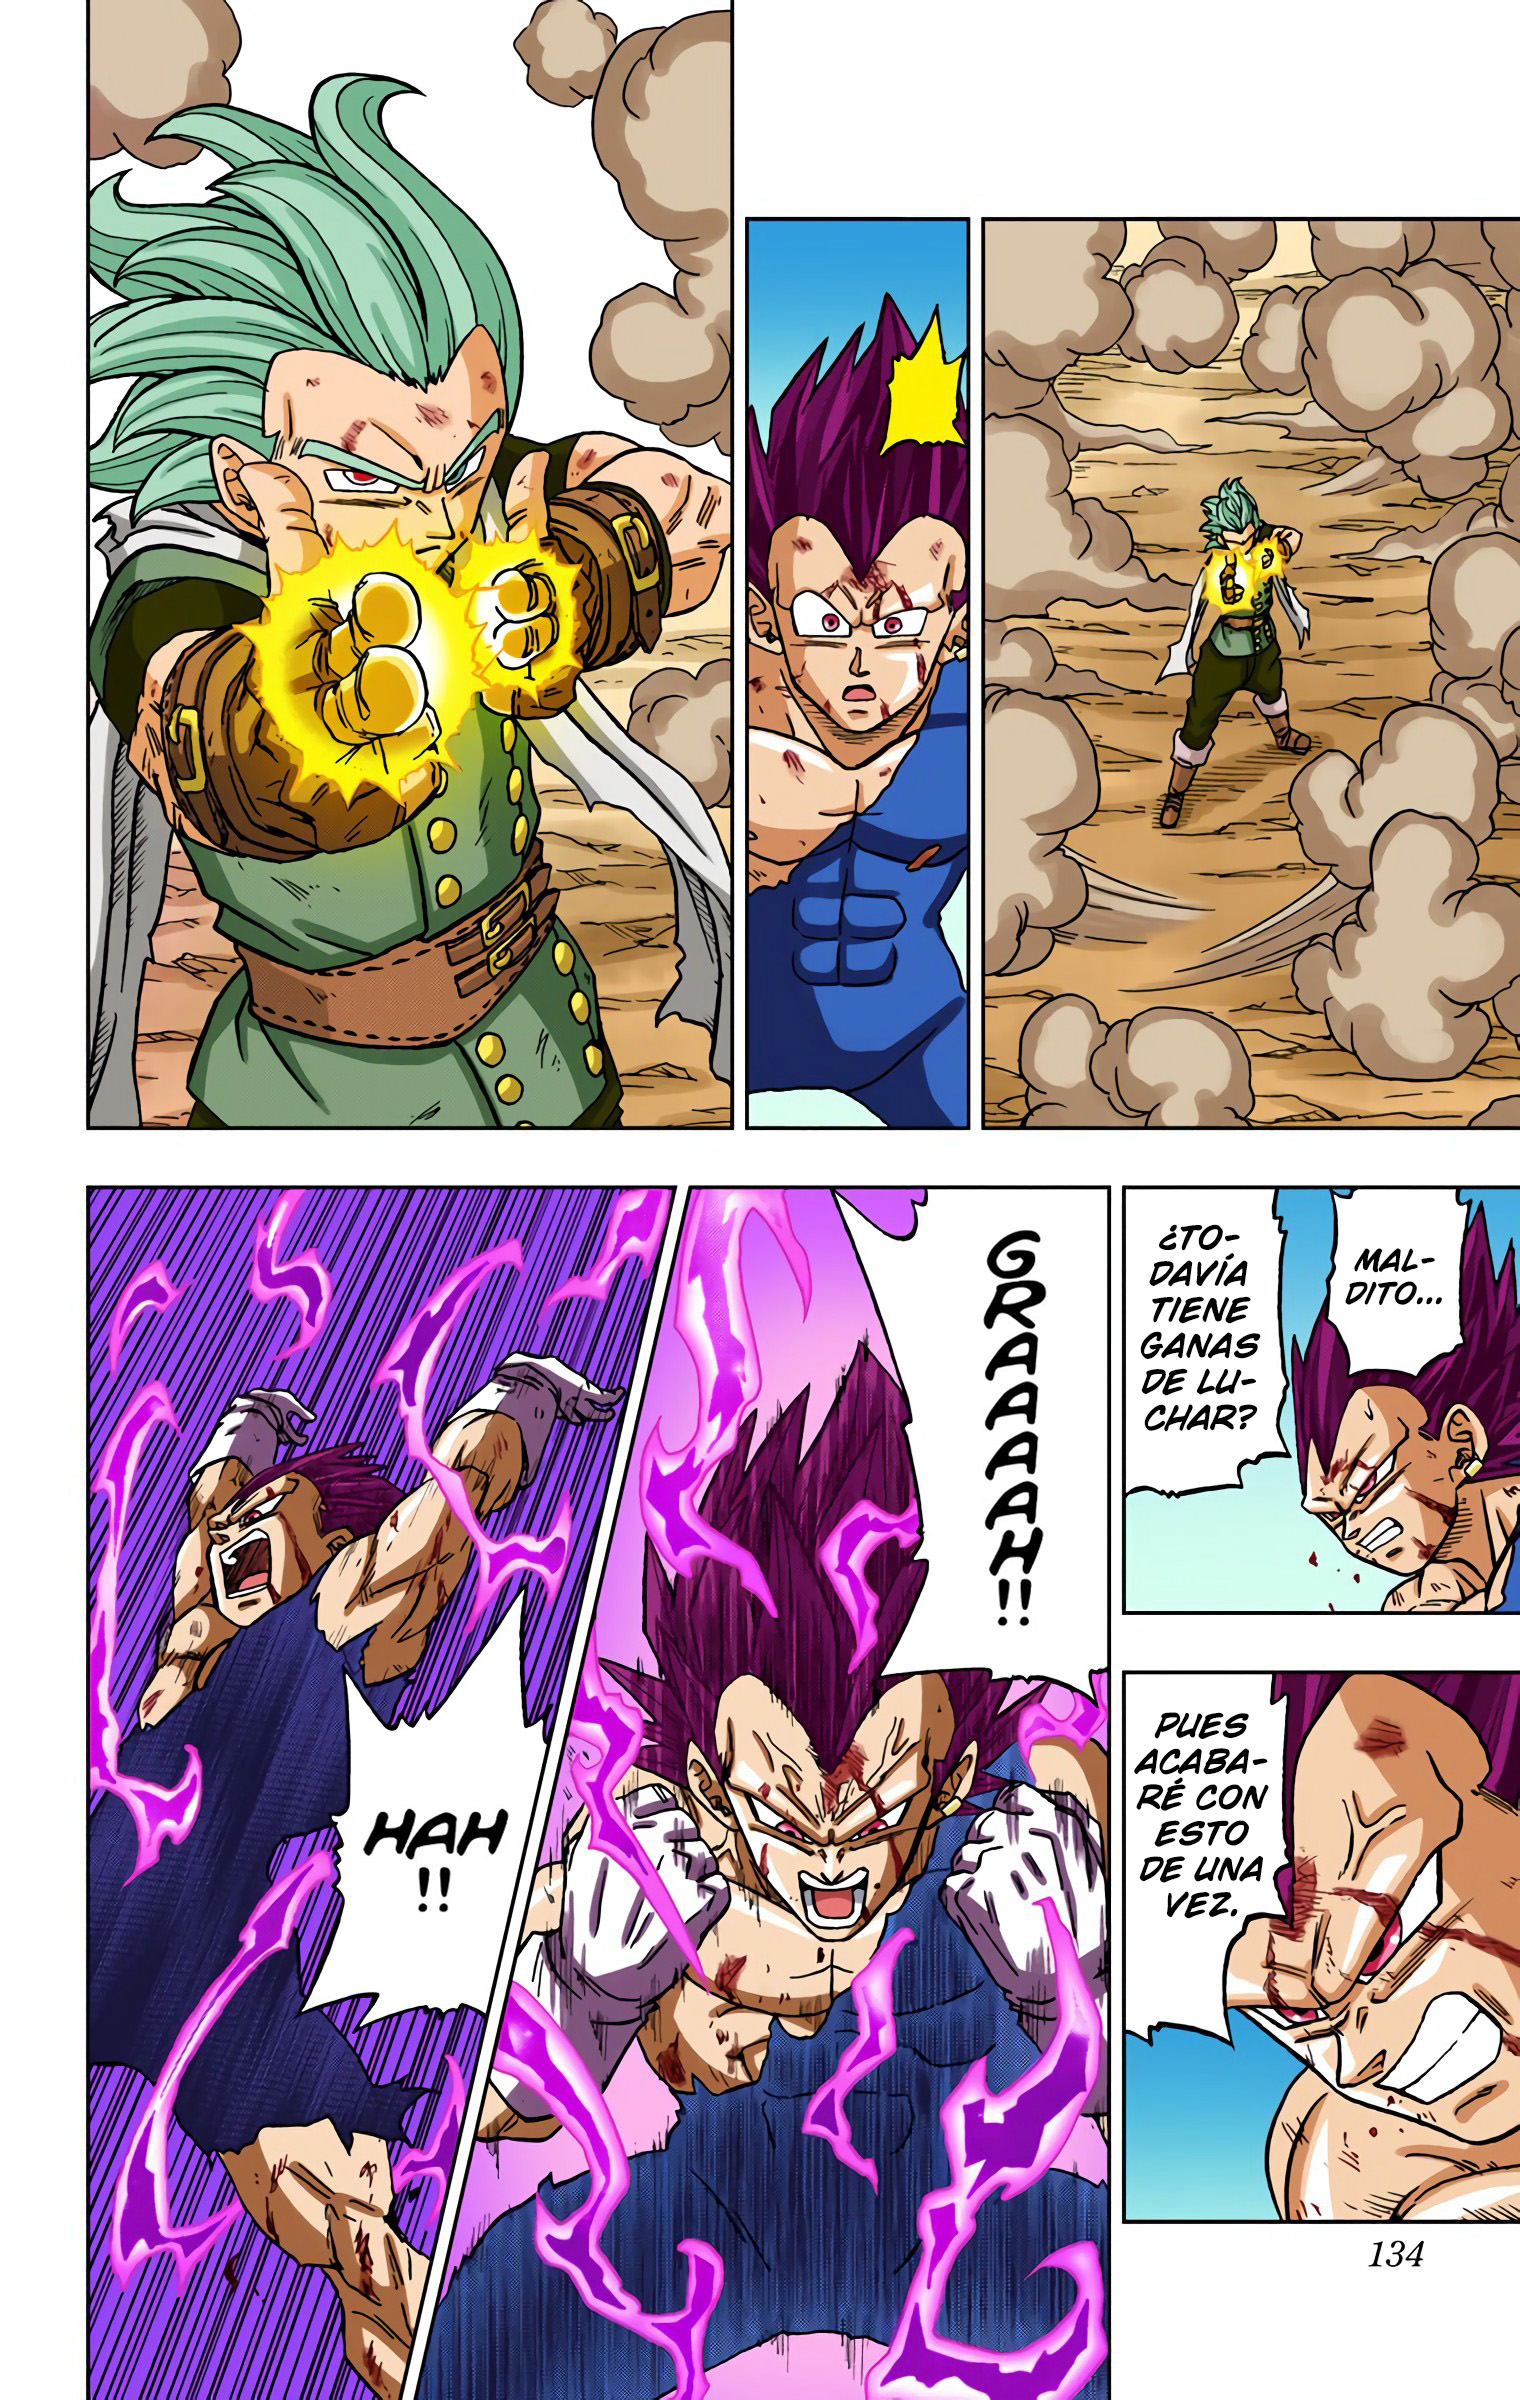 MAL-
DITO...
¿TO-
DAVÍA
TIENE
GANAS
DE LU-
CHAR?
PUES
ACABA-
RÉ CON
ESTO
DE UNA
VEZ.
GRAAAAH!!
HAH
!!
134